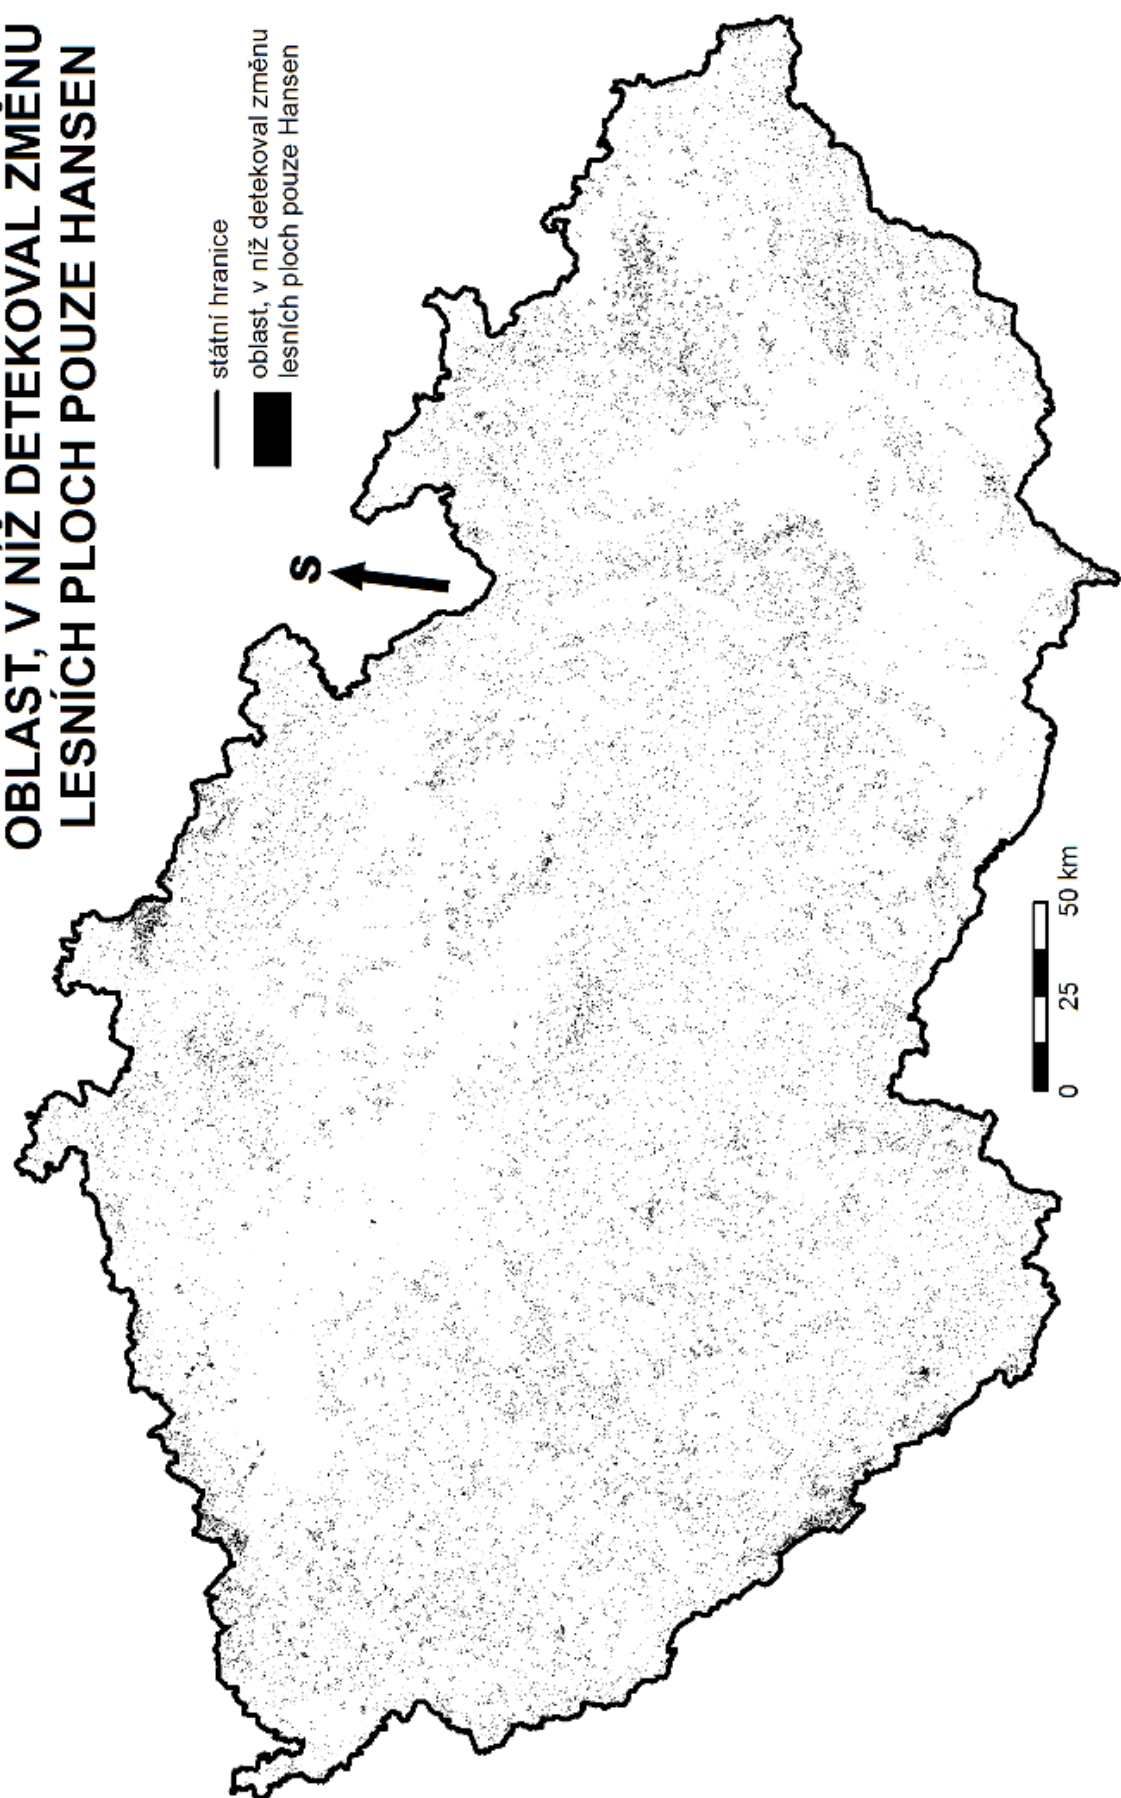 OBLAST, V NÍŽ DETEKOVAL ZMĚNU
LESNÍCH PLOCH POUZE HANSEN
státní hranice
oblast, v níž detekoval změnu
lesních ploch pouze Hansen
S
0 25 50 km